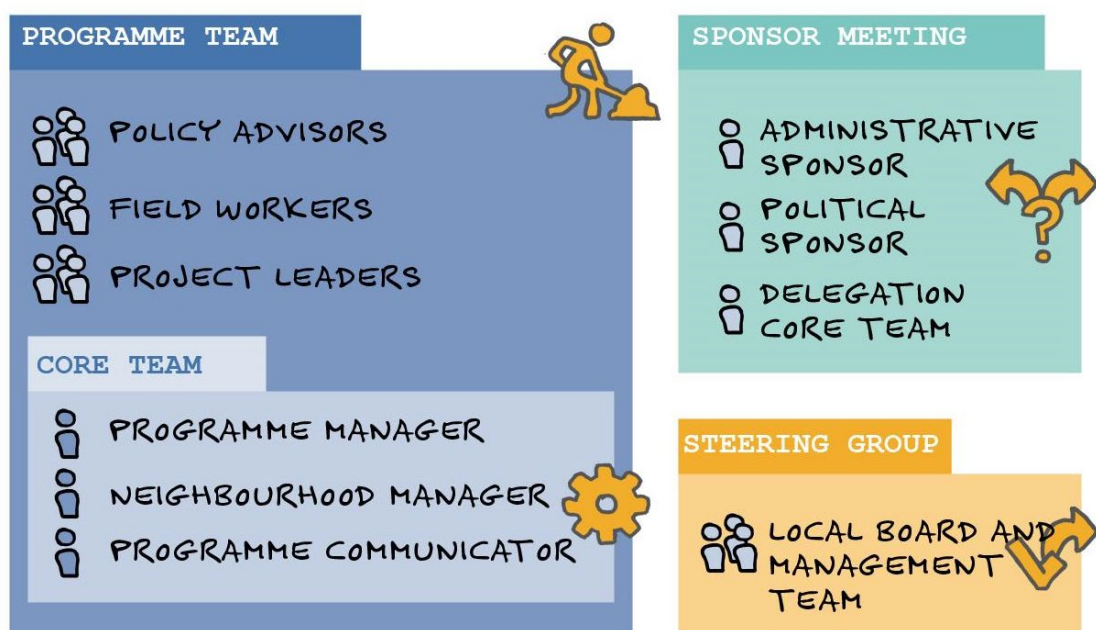 PROGRAMME TEAM
POLICY ADVISORS
FIELD WORKERS
PROJECT LEADERS
CORE TEAM
PROGRAMME MANAGER
NEIGHBOURHOOD MANAGER
PROGRAMME COMMUNICATOR
SPONSOR MEETING
ADMINISTRATIVE
SPONSOR
POLITICAL
SPONSOR
DELEGATION
CORE TEAM
?
STEERING GROUP
LOCAL BOARD AND
MANAGEMENT
TEAM